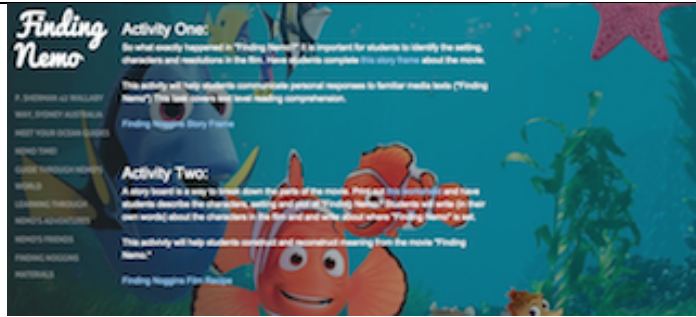 Finding
Nemo
P. SHERMAN 42 WALLABY
WAY, SYDNEY AUSTRALIA
MEET YOUR OCEAN GUIDES
NEMO TIME!
GUIDE THROUGH NEMO'S
WORLD
LEARNING THROUGH
NEMO'S ADVENTURES
NEMO'S FRIENDS
FINDING NOGGINS
MATERIALS
Activity One:
So what exactly happened in "Finding Nemo?" It is important for students to identify the setting,
characters and resolutions in the film. Have students complete this story frame about the movie.
This activity will help students communicate personal responses to familiar media texts ("Finding
Nemo") This task covers text level reading comprehension.
Finding Noggins Story Frame
Activity Two:
A story board is a way to break down the parts of the movie. Print out and have
students describe the characters, setting and plot of "Finding Nemo." Students will write (in their
own words) about the characters in the film and and write about where "Finding Nemo" is set.
This activity will help students construct and reconstruct meaning from the movie "Finding
Nemo."
Finding Noggins Film Recipe